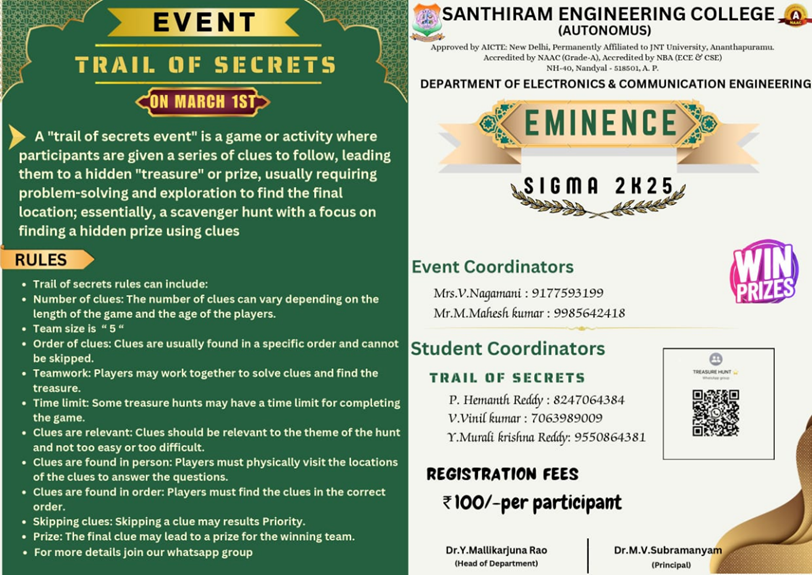 EVENT
TRAIL OF SECRETS
ON MARCH 1ST
A "trail of secrets event" is a game or activity where
participants are given a series of clues to follow, leading
them to a hidden "treasure" or prize, usually requiring
problem-solving and exploration to find the final
location; essentially, a scavenger hunt with a focus on
finding a hidden prize using clues
RULES
• Trail of secrets rules can include:
• Number of clues: The number of clues can vary depending on the
length of the game and the age of the players.
• Team size is “ 5 “
• Order of clues: Clues are usually found in a specific order and cannot
be skipped.
• Teamwork: Players may work together to solve clues and find the
treasure.
• Time limit: Some treasure hunts may have a time limit for completing
the game.
• Clues are relevant: Clues should be relevant to the theme of the hunt
and not too easy or too difficult.
• Clues are found in person: Players must physically visit the locations
of the clues to answer the questions.
• Clues are found in order: Players must find the clues in the correct
order.
• Skipping clues: Skipping a clue may results Priority.
• Prize: The final clue may lead to a prize for the winning team.
• For more details join our whatsapp group
SANTHIRAM ENGINEERING COLLEGE
(AUTONOMUS)
Approved by AICTE: New Delhi, Permanently Affiliated to JNT University, Ananthapuramu.
Accredited by NAAC (Grade-A), Accredited by NBA (ECE & CSE)
NH-40, Nandyal - 518501, A. P.
A
NAAC
DEPARTMENT OF ELECTRONICS & COMMUNICATION ENGINEERING
EMINENCE
SIGMA 2K25
WIN
PRIZES
Event Coordinators
Mrs.V.Nagamani : 9177593199
Mr.M.Mahesh kumar : 9985642418
Student Coordinators
TRAIL OF SECRETS
P. Hemanth Reddy : 8247064384
V.Vinil kumar : 7063989009
Y.Murali krishna Reddy: 9550864381
TREASURE HUNT
WhatsApp group
REGISTRATION FEES
₹100/-per participant
Dr.Y.Mallikarjuna Rao
(Head of Department)
Dr.M.V.Subramanyam
(Principal)